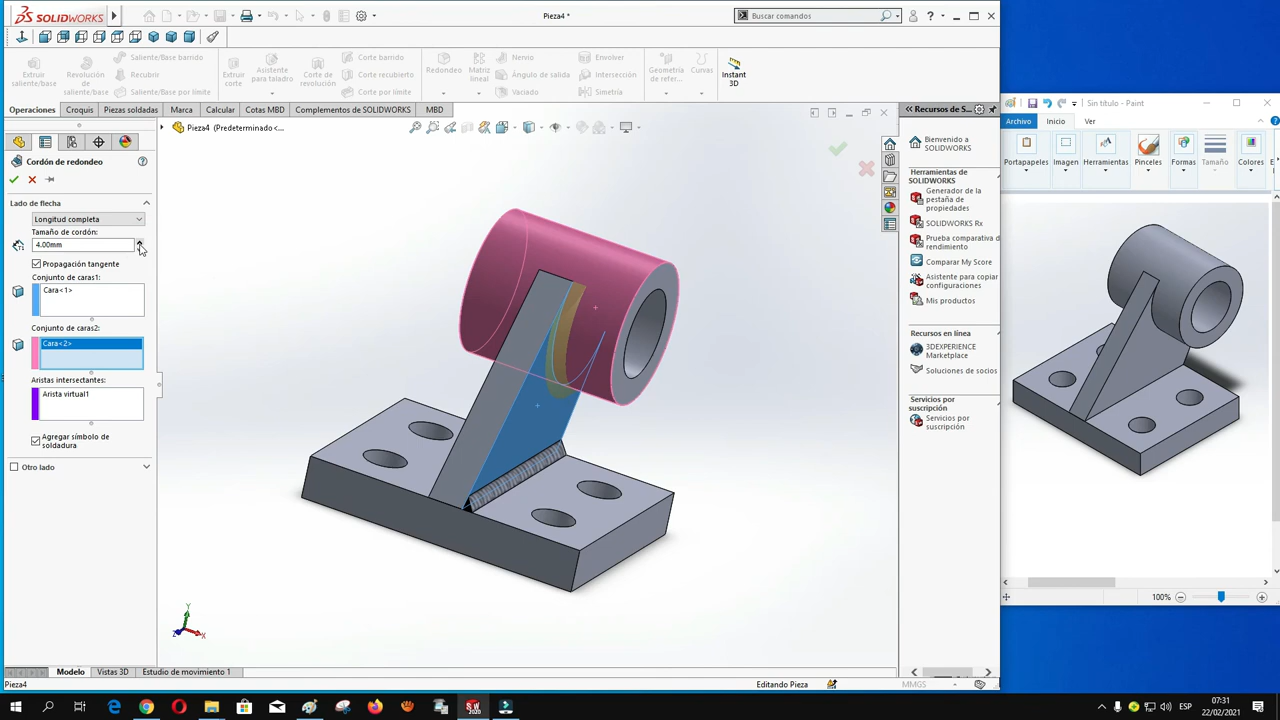 SOLIDWORKS
Pieza4 *
Buscar comandos
Extruir saliente/base
Revolución de saliente/base
Saliente/Base barrido
Recubrir
Saliente/Base por límite
Extruir corte
Asistente para taladro
Corte de revolución
Corte barrido
Corte recubierto
Corte por límite
Redondeo
Matriz lineal
Nervio
Ángulo de salida
Vaciado
Envolver
Intersección
Simetría
Geometría de refer...
Curvas
Instant 3D
Operaciones
Croquis
Piezas soldadas
Marca
Calcular
Cotas MBD
Complementos de SOLIDWORKS
MBD
Pieza4 (Predeterminado<...
Cordón de redondeo
Lado de flecha
Longitud completa
Tamaño de cordón:
4.00mm
Propagación tangente
Conjunto de caras1:
Cara<1>
Conjunto de caras2:
Cara<2>
Aristas intersectantes:
Arista virtual1
Agregar símbolo de soldadura
Otro lado
Y
Z
X
Recursos de S...
Bienvenido a SOLIDWORKS
Herramientas de SOLIDWORKS
Generador de la pestaña de propiedades
SOLIDWORKS Rx
Prueba comparativa de rendimiento
Comparar My Score
Asistente para copiar configuraciones
Mis productos
Recursos en línea
3DEXPERIENCE Marketplace
Soluciones de socios
Servicios por suscripción
Servicios por suscripción
Modelo
Vistas 3D
Estudio de movimiento 1
Pieza4
Editando Pieza
MMGS
Sin título - Paint
Archivo
Inicio
Ver
Portapapeles
Imagen
Herramientas
Pinceles
Formas
Tamaño
Colores
100%
ESP
07:31
22/02/2021